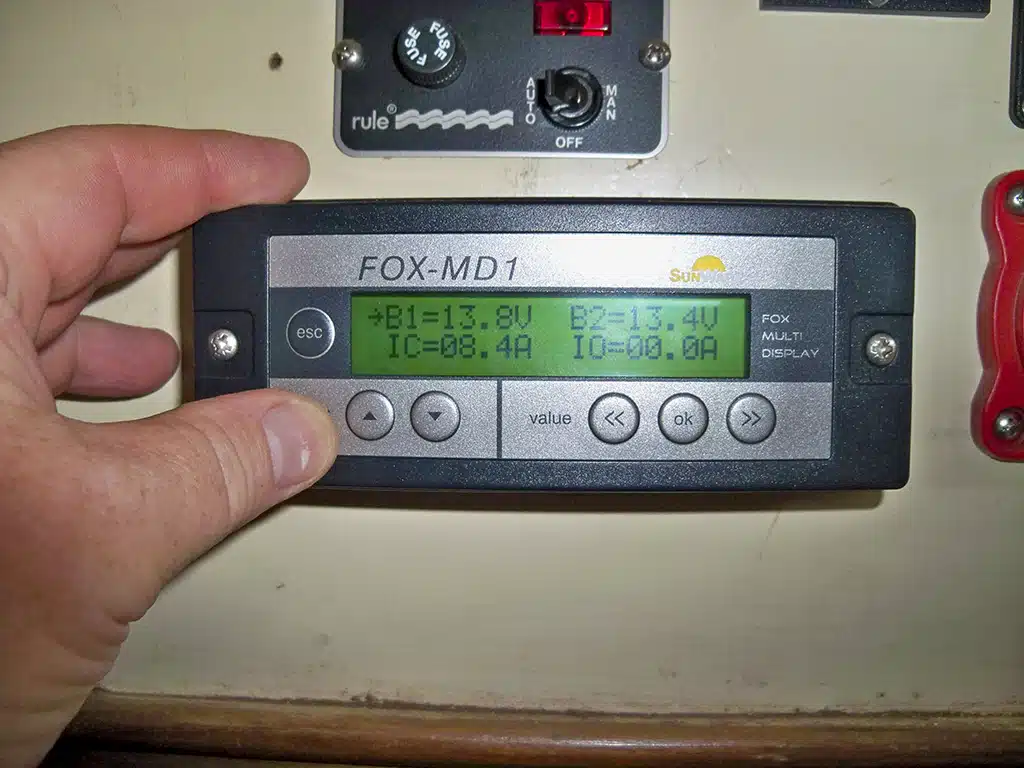 FUSE FUSE
rule®
AUTO
MAN
OFF
FOX-MD1
esc
→B1=13.8V B2=13.4V
IC=08.4A IO=00.0A
FOX
MULTI
DISPLAY
value
<<
ok
>>